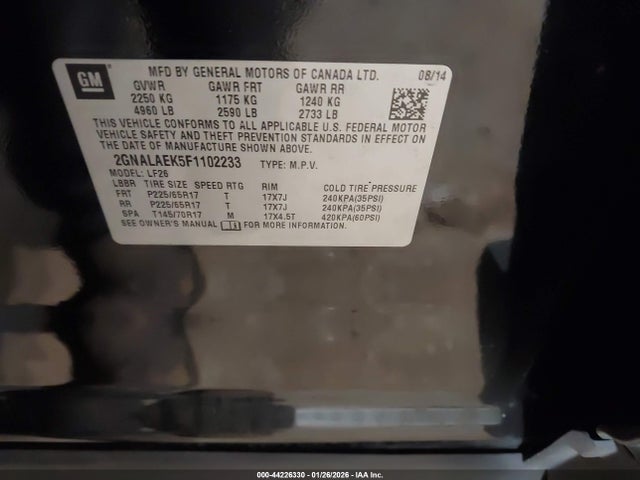 GM
MFD BY GENERAL MOTORS OF CANADA LTD. 08/14
GVWR GAWR FRT GAWR RR
2250 KG 1175 KG 1240 KG
4960 LB 2590 LB 2733 LB
THIS VEHICLE CONFORMS TO ALL APPLICABLE U.S. FEDERAL MOTOR
VEHICLE SAFETY AND THEFT PREVENTION STANDARDS IN EFFECT ON
THE DATE OF MANUFACTURE SHOWN ABOVE.
2GNALAEK5F1102233 TYPE: M.P.V.
MODEL: LF26
LBBR TIRE SIZE SPEED RTG RIM COLD TIRE PRESSURE
FRT P225/65R17 T 17X7J 240KPA(35PSI)
RR P225/65R17 T 17X7J 240KPA(35PSI)
SPA T145/70R17 M 17X4.5T 420KPA(60PSI)
SEE OWNER'S MANUAL FOR MORE INFORMATION.
000-44226330 | 01/26/2026 | IAA Inc.